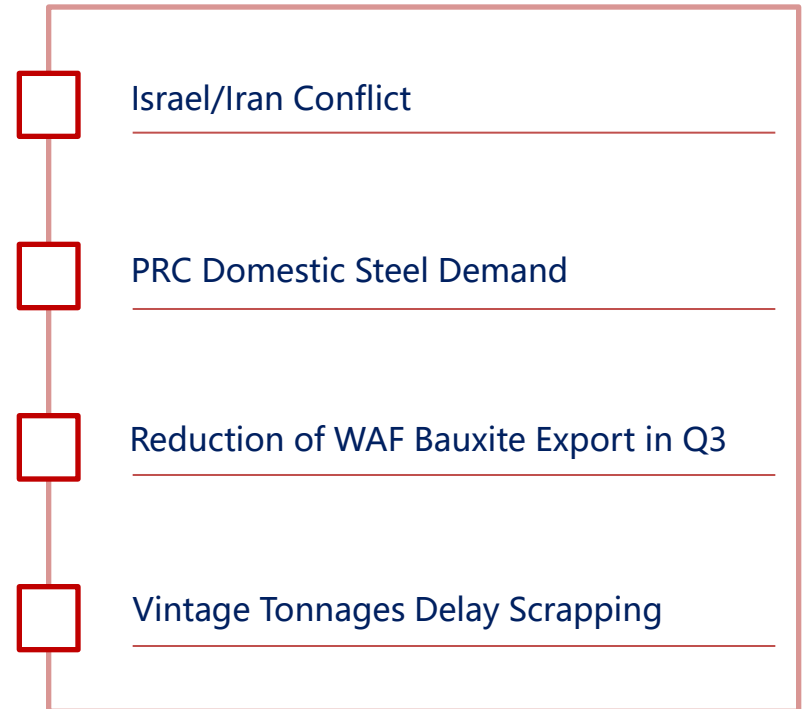 Israel/Iran Conflict
PRC Domestic Steel Demand
Reduction of WAF Bauxite Export in Q3
Vintage Tonnages Delay Scrapping